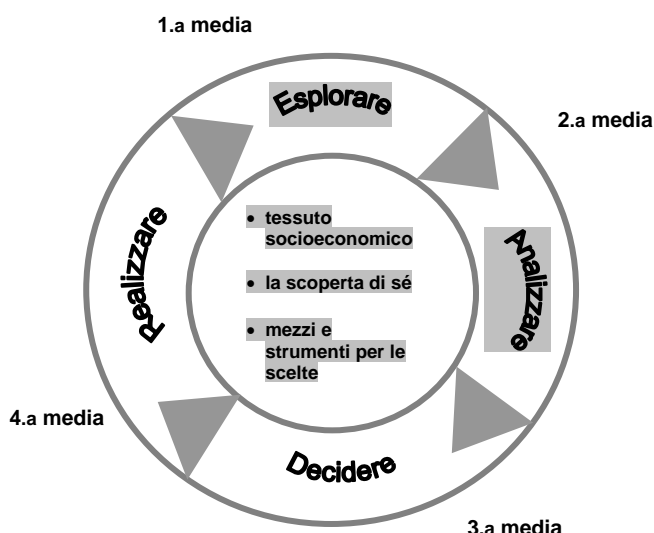 1.a media
Esplorare
2.a media
• tessuto
socioeconomico
• la scoperta di sé
• mezzi e
strumenti per le
scelte
Analizzare
Realizzare
4.a media
Decidere
3.a media